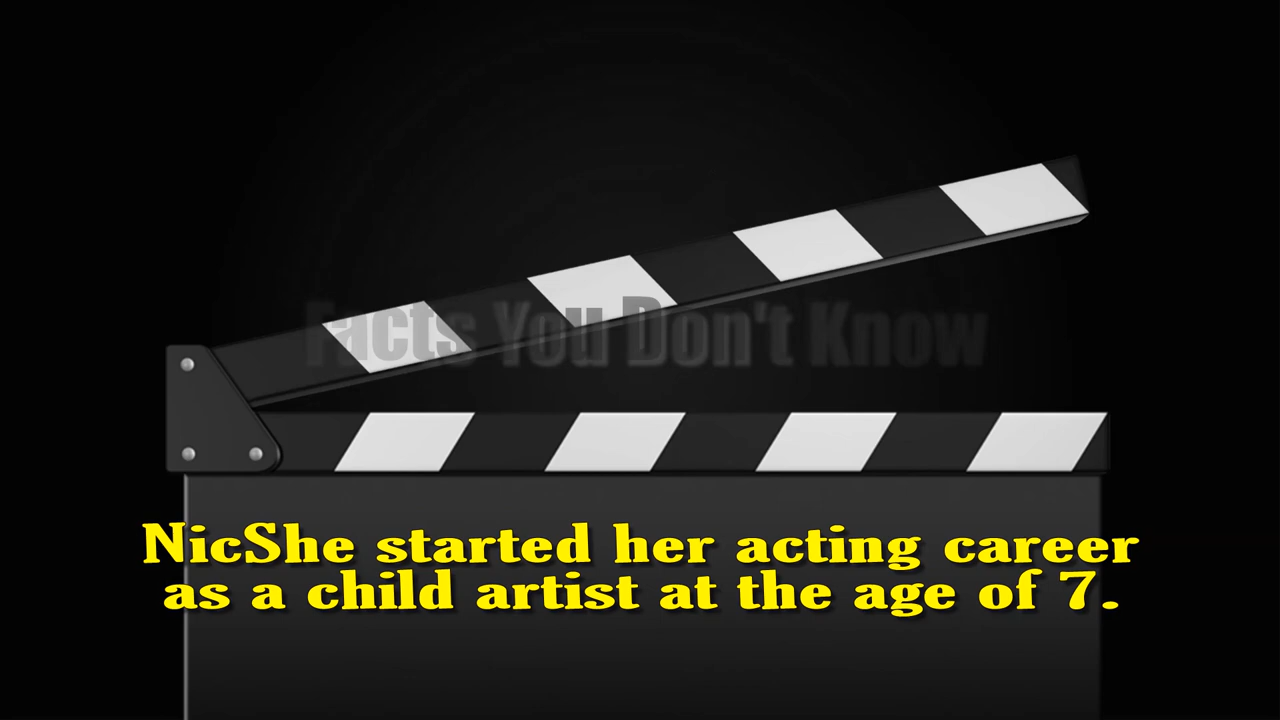 Facts You Don't Know
NicShe started her acting career
as a child artist at the age of 7.